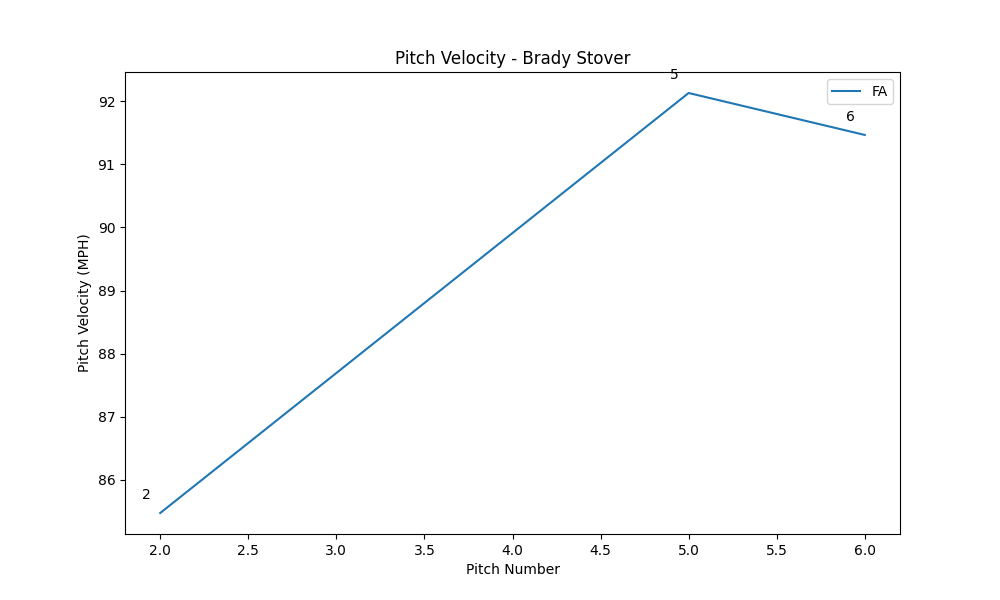 Pitch Velocity - Brady Stover
5
FA
6
92
91
90
89
88
87
86
Pitch Velocity (MPH)
2
2.0 2.5 3.0 3.5 4.0 4.5 5.0 5.5 6.0
Pitch Number